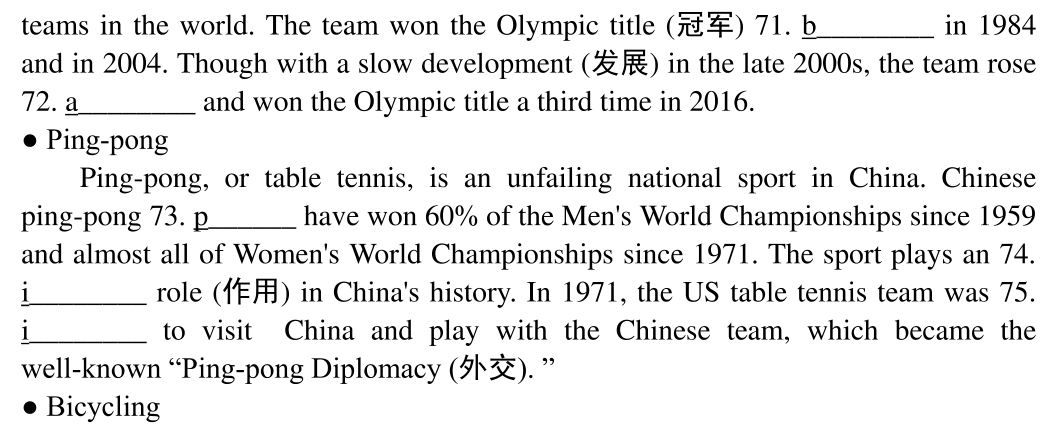 teams in the world. The team won the Olympic title (冠军) 71. b________ in 1984
and in 2004. Though with a slow development (发展) in the late 2000s, the team rose
72. a________ and won the Olympic title a third time in 2016.
● Ping-pong
Ping-pong, or table tennis, is an unfailing national sport in China. Chinese
ping-pong 73. p______ have won 60% of the Men's World Championships since 1959
and almost all of Women's World Championships since 1971. The sport plays an 74.
i________ role (作用) in China's history. In 1971, the US table tennis team was 75.
i________ to visit China and play with the Chinese team, which became the
well-known “Ping-pong Diplomacy (外交). ”
● Bicycling